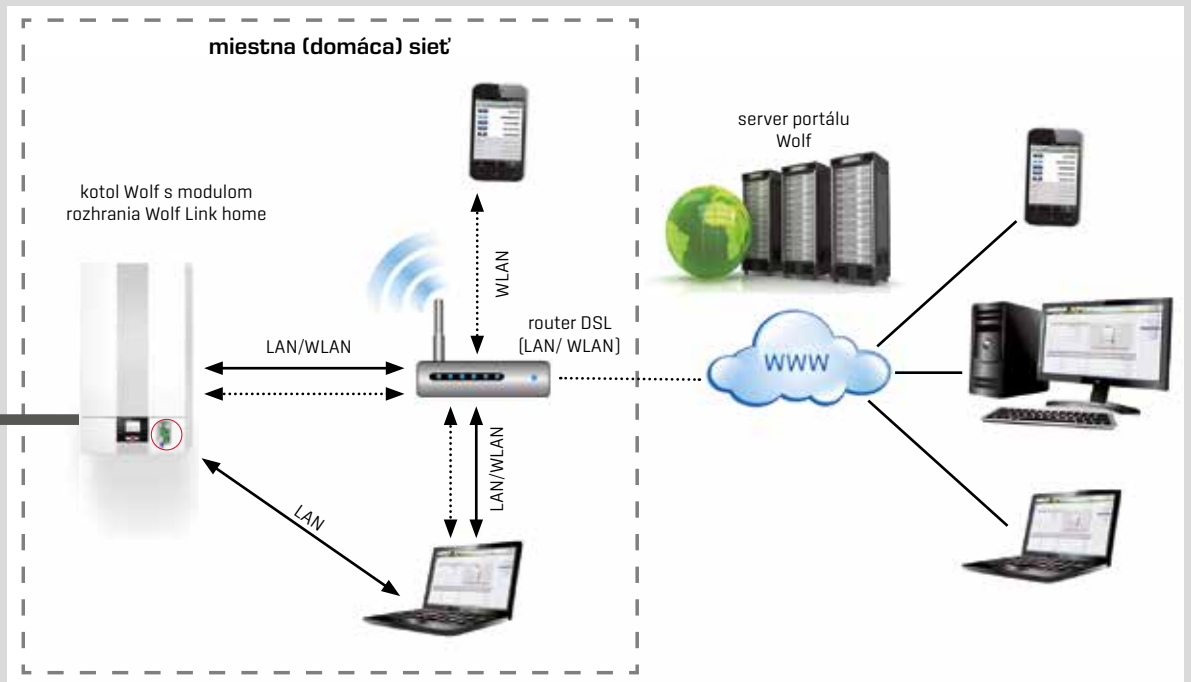 miestna (domáca) sieť
server portálu
Wolf
kotol Wolf s modulom
rozhrania Wolf Link home
WLAN
router DSL
(LAN/ WLAN)
LAN/WLAN
WWW
LAN/WLAN
LAN